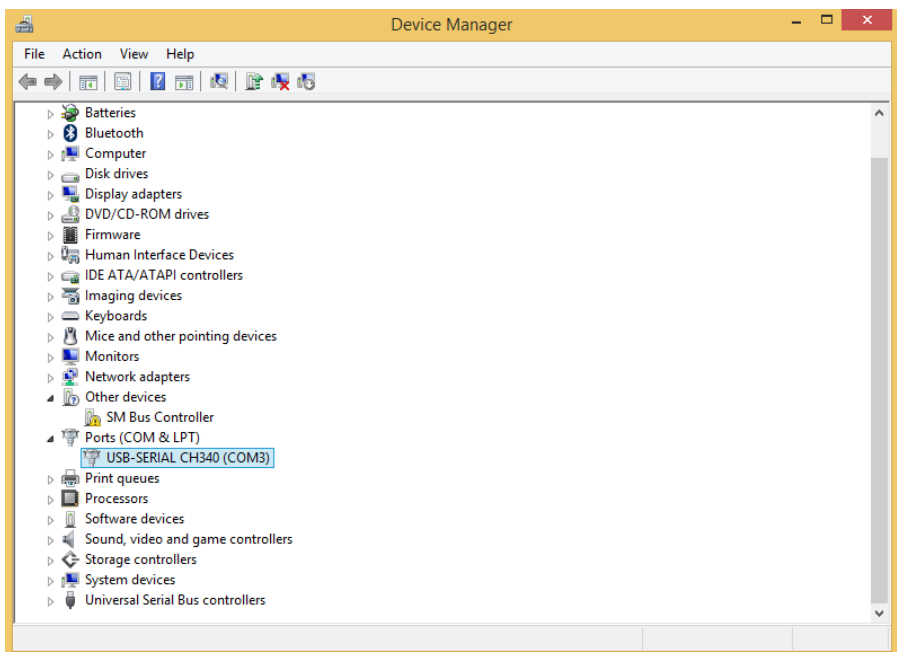 Device Manager
File Action View Help
Batteries
Bluetooth
Computer
Disk drives
Display adapters
DVD/CD-ROM drives
Firmware
Human Interface Devices
IDE ATA/ATAPI controllers
Imaging devices
Keyboards
Mice and other pointing devices
Monitors
Network adapters
Other devices
SM Bus Controller
Ports (COM & LPT)
USB-SERIAL CH340 (COM3)
Print queues
Processors
Software devices
Sound, video and game controllers
Storage controllers
System devices
Universal Serial Bus controllers